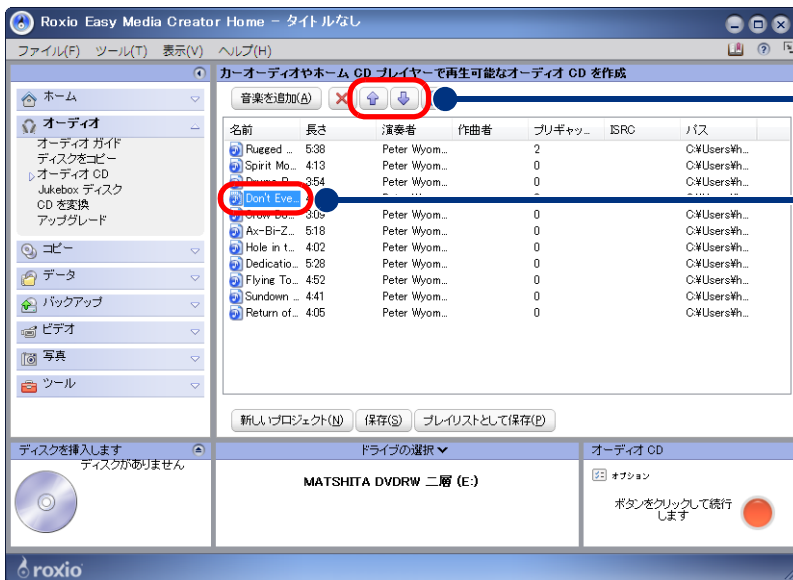 Roxio Easy Media Creator Home - タイトルなし
ファイル(F) ツール(T) 表示(V) ヘルプ(H)
カーオーディオやホーム CD プレイヤーで再生可能なオーディオ CD を作成
ホーム
オーディオ
オーディオ ガイド
ディスクをコピー
オーディオ CD
Jukebox ディスク
CD を変換
アップグレード
コピー
データ
バックアップ
ビデオ
写真
ツール
音楽を追加(A)
名前 長さ 演奏者 作曲者 プリギャッ... ISRC パス
Rugged ... 5:38 Peter Wyom... 2 C:¥Users¥h...
Spirit Mo... 4:13 Peter Wyom... 0 C:¥Users¥h...
3:54 Peter Wyom... 0 C:¥Users¥h...
Don't Eve...
3:09 Peter Wyom... 0 C:¥Users¥h...
Ax-Bi-Z... 5:18 Peter Wyom... 0 C:¥Users¥h...
Hole in t... 4:02 Peter Wyom... 0 C:¥Users¥h...
Dedicatio... 5:28 Peter Wyom... 0 C:¥Users¥h...
Flying To... 4:52 Peter Wyom... 0 C:¥Users¥h...
Sundown ... 4:41 Peter Wyom... 0 C:¥Users¥h...
Return of... 4:05 Peter Wyom... 0 C:¥Users¥h...
新しいプロジェクト(N) 保存(S) プレイリストとして保存(P)
ディスクを挿入します
ディスクがありません
ドライブの選択
MATSHITA DVDRW 二層 (E:)
オーディオ CD
オプション
ボタンをクリックして続行
します
roxio